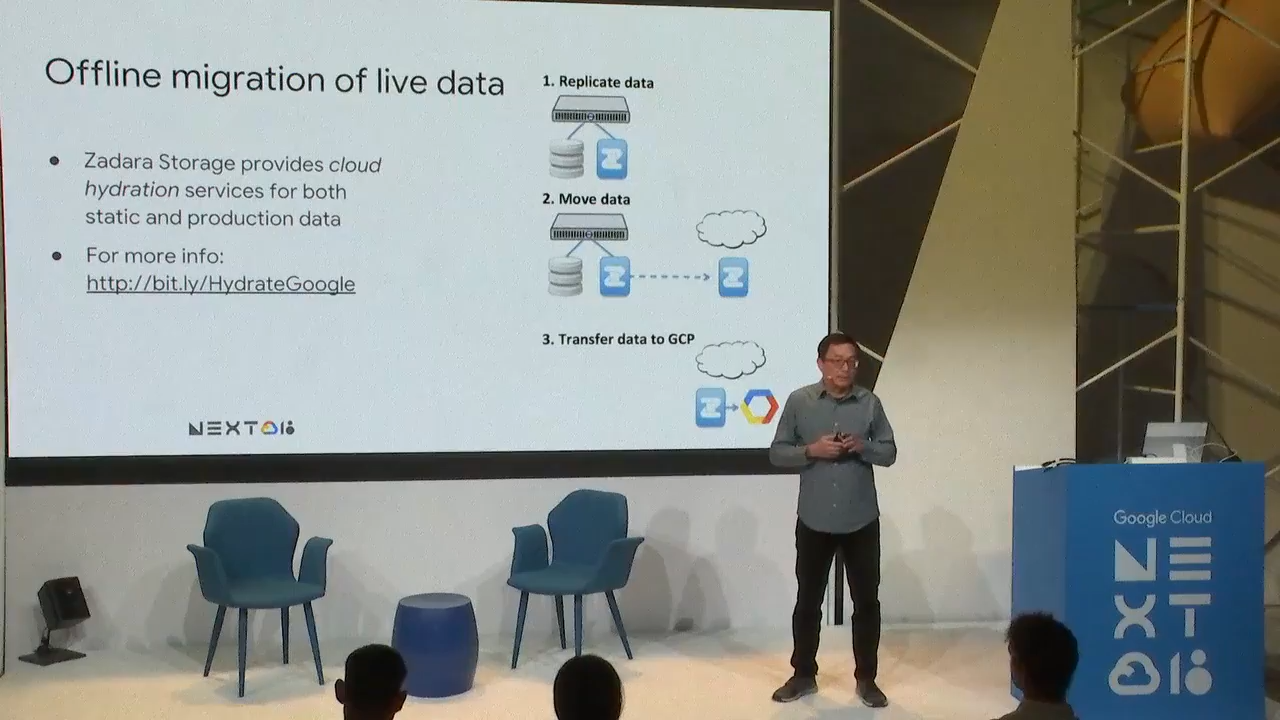 Offline migration of live data
Zadara Storage provides cloud
hydration services for both
static and production data
For more info:
http://bit.ly/HydrateGoogle
1. Replicate data
2. Move data
3. Transfer data to GCP
NEXT 18
Google Cloud
NE
XT
18